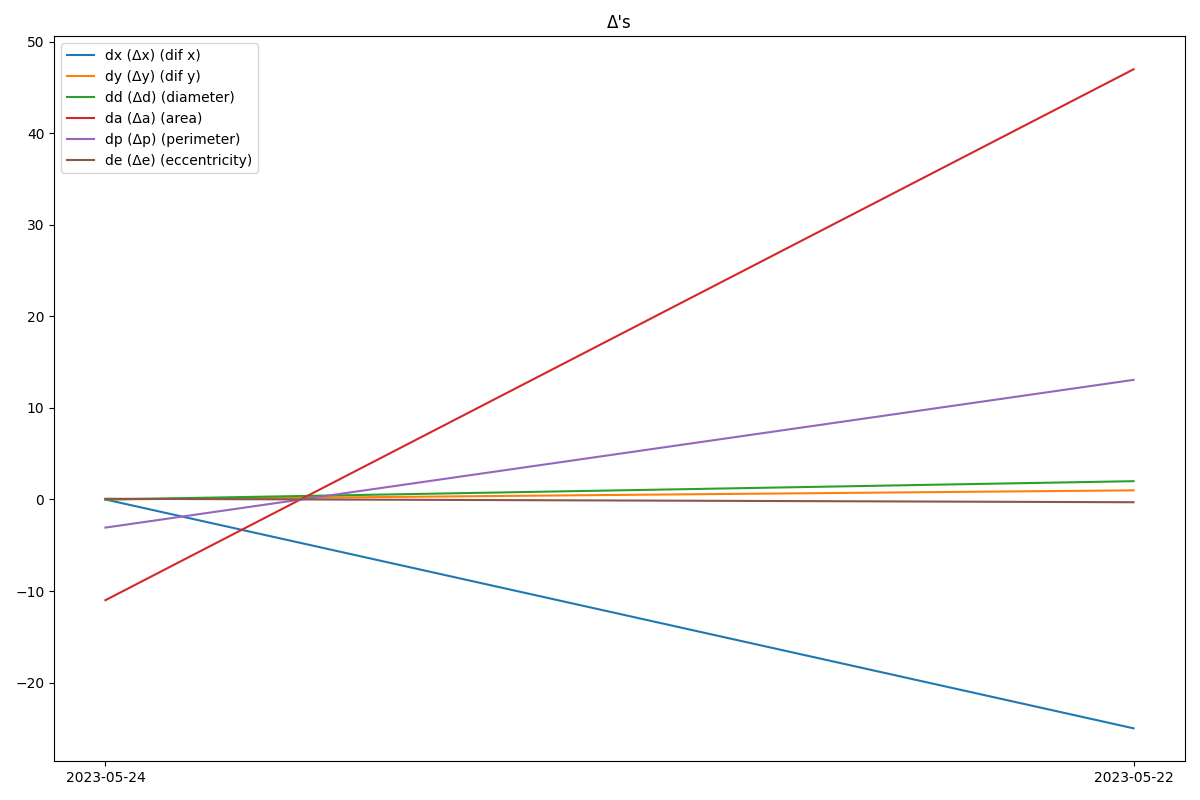 Δ's
dx (Δx) (dif x)
dy (Δy) (dif y)
dd (Δd) (diameter)
da (Δa) (area)
dp (Δp) (perimeter)
de (Δe) (eccentricity)
50
40
30
20
10
0
−10
−20
2023-05-24
2023-05-22